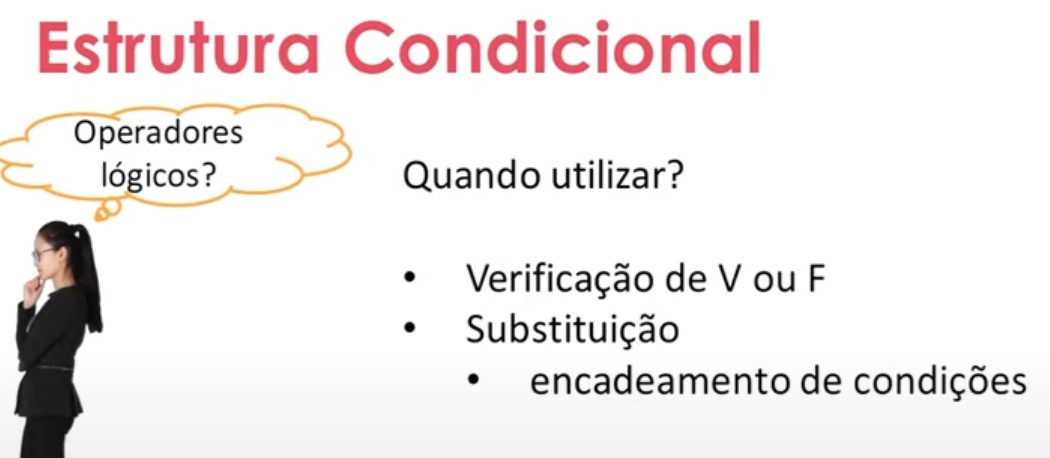 Estrutura Condicional
Operadores
lógicos?
Quando utilizar?
• Verificação de V ou F
• Substituição
• encadeamento de condições